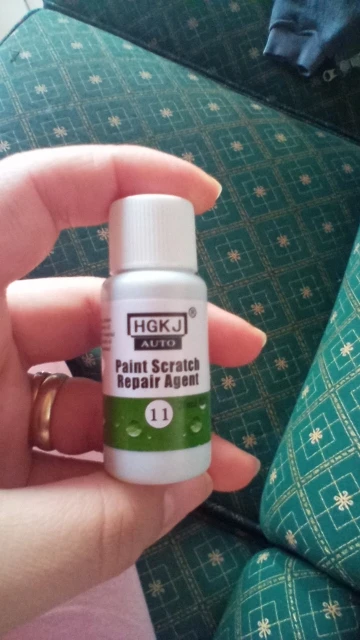 HGKJ®
AUTO
Paint Scratch
Repair Agent
11